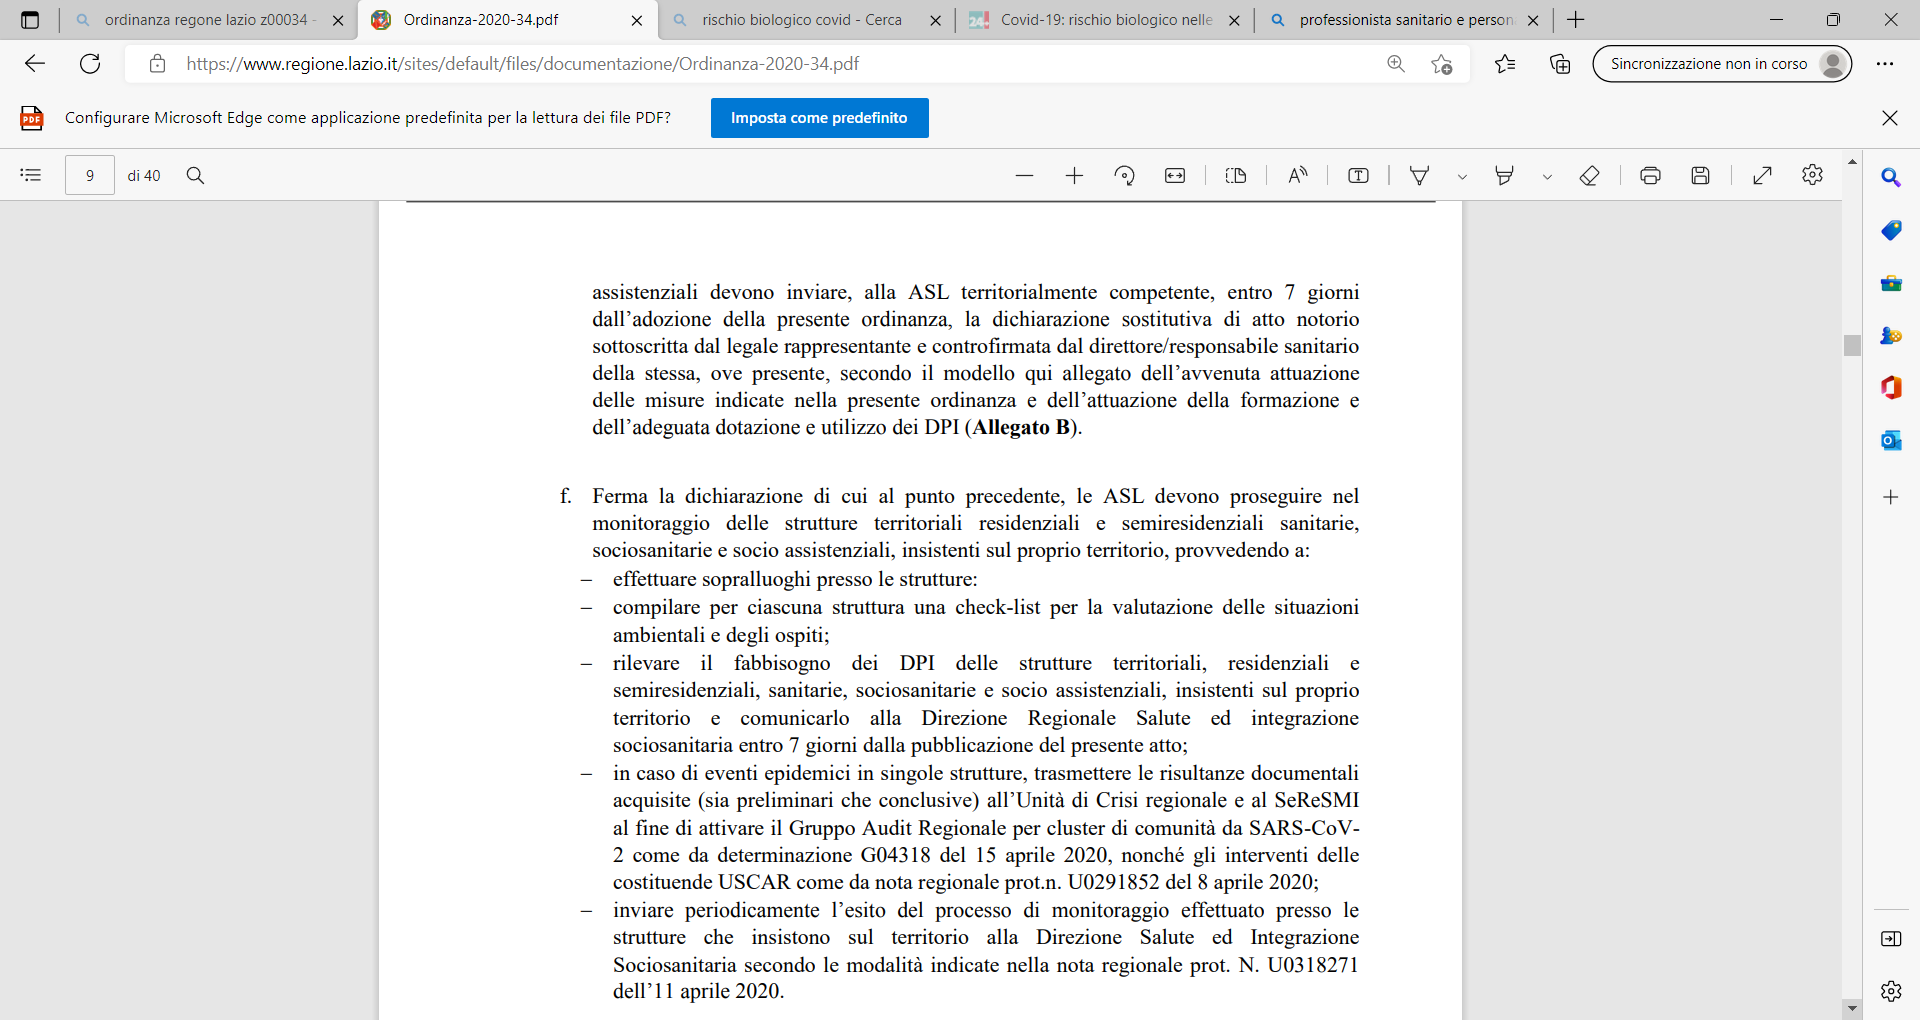 ordinanza regone lazio z00034 -
Ordinanza-2020-34.pdf
rischio biologico covid - Cerca
Covid-19: rischio biologico nelle
professionista sanitario e person
https://www.regione.lazio.it/sites/default/files/documentazione/Ordinanza-2020-34.pdf
Sincronizzazione non in corso
PDF
Configurare Microsoft Edge come applicazione predefinita per la lettura dei file PDF?
Imposta come predefinito
9
di 40
assistenziali devono inviare, alla ASL territorialmente competente, entro 7 giorni
dall’adozione della presente ordinanza, la dichiarazione sostitutiva di atto notorio
sottoscritta dal legale rappresentante e controfirmata dal direttore/responsabile sanitario
della stessa, ove presente, secondo il modello qui allegato dell’avvenuta attuazione
delle misure indicate nella presente ordinanza e dell’attuazione della formazione e
dell’adeguata dotazione e utilizzo dei DPI (Allegato B).
f. Ferma la dichiarazione di cui al punto precedente, le ASL devono proseguire nel
monitoraggio delle strutture territoriali residenziali e semiresidenziali sanitarie,
sociosanitarie e socio assistenziali, insistenti sul proprio territorio, provvedendo a:
– effettuare sopralluoghi presso le strutture:
– compilare per ciascuna struttura una check-list per la valutazione delle situazioni
ambientali e degli ospiti;
– rilevare il fabbisogno dei DPI delle strutture territoriali, residenziali e
semiresidenziali, sanitarie, sociosanitarie e socio assistenziali, insistenti sul proprio
territorio e comunicarlo alla Direzione Regionale Salute ed integrazione
sociosanitaria entro 7 giorni dalla pubblicazione del presente atto;
– in caso di eventi epidemici in singole strutture, trasmettere le risultanze documentali
acquisite (sia preliminari che conclusive) all’Unità di Crisi regionale e al SeReSMI
al fine di attivare il Gruppo Audit Regionale per cluster di comunità da SARS-CoV-
2 come da determinazione G04318 del 15 aprile 2020, nonché gli interventi delle
costituende USCAR come da nota regionale prot.n. U0291852 del 8 aprile 2020;
– inviare periodicamente l’esito del processo di monitoraggio effettuato presso le
strutture che insistono sul territorio alla Direzione Salute ed Integrazione
Sociosanitaria secondo le modalità indicate nella nota regionale prot. N. U0318271
dell’11 aprile 2020.